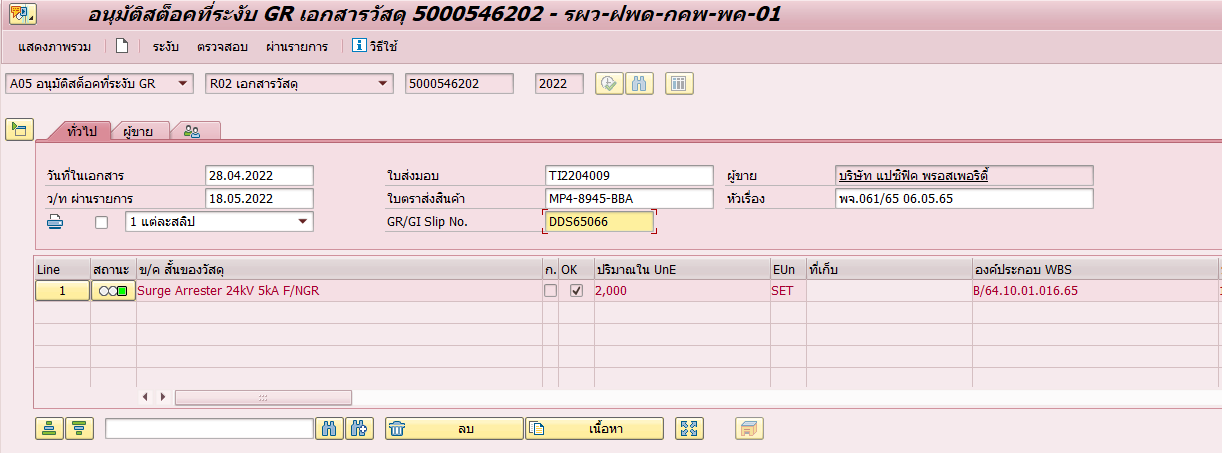 อนุมัติสต็อคที่ระงับ GR เอกสารวัสดุ 5000546202 - รผว-ฝพด-กคพ-พค-01
แสดงภาพรวม ระงับ ตรวจสอบ ผ่านรายการ วิธีใช้
A05 อนุมัติสต็อคที่ระงับ GR R02 เอกสารวัสดุ 5000546202 2022
ทั่วไป ผู้ขาย
วันที่ในเอกสาร 28.04.2022 ใบส่งมอบ TI2204009 ผู้ขาย บริษัท แปซิฟิค พรอสเพอริตี้
ว/ท ผ่านรายการ 18.05.2022 ใบตราส่งสินค้า MP4-8945-BBA หัวเรื่อง พจ.061/65 06.05.65
1 แต่ละสลิป GR/GI Slip No. DDS65066
Line สถานะ ข/ค สั้นของวัสดุ ก. OK ปริมาณใน UnE EUn ที่เก็บ องค์ประกอบ WBS
1 Surge Arrester 24kV 5kA F/NGR 2,000 SET B/64.10.01.016.65
ลบ เนื้อหา